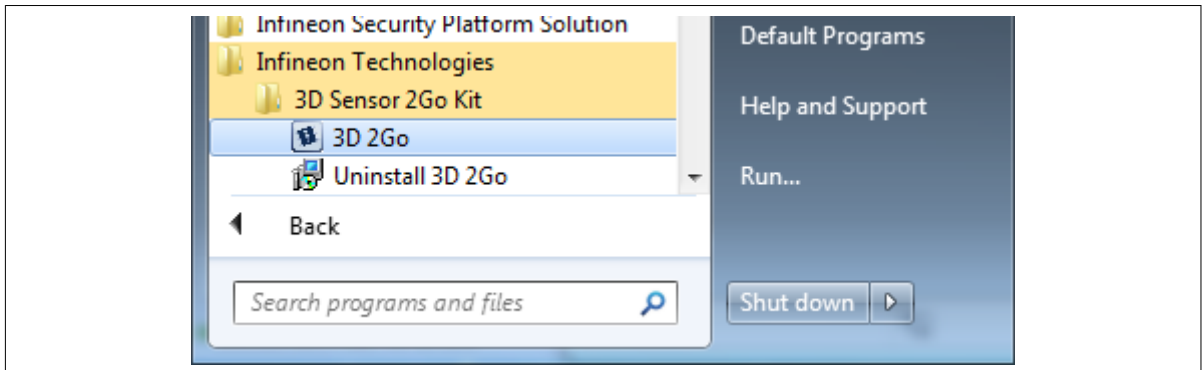 Infineon Security Platform Solution
Infineon Technologies
3D Sensor 2Go Kit
3D 2Go
Uninstall 3D 2Go
Back
Search programs and files
Default Programs
Help and Support
Run...
Shut down